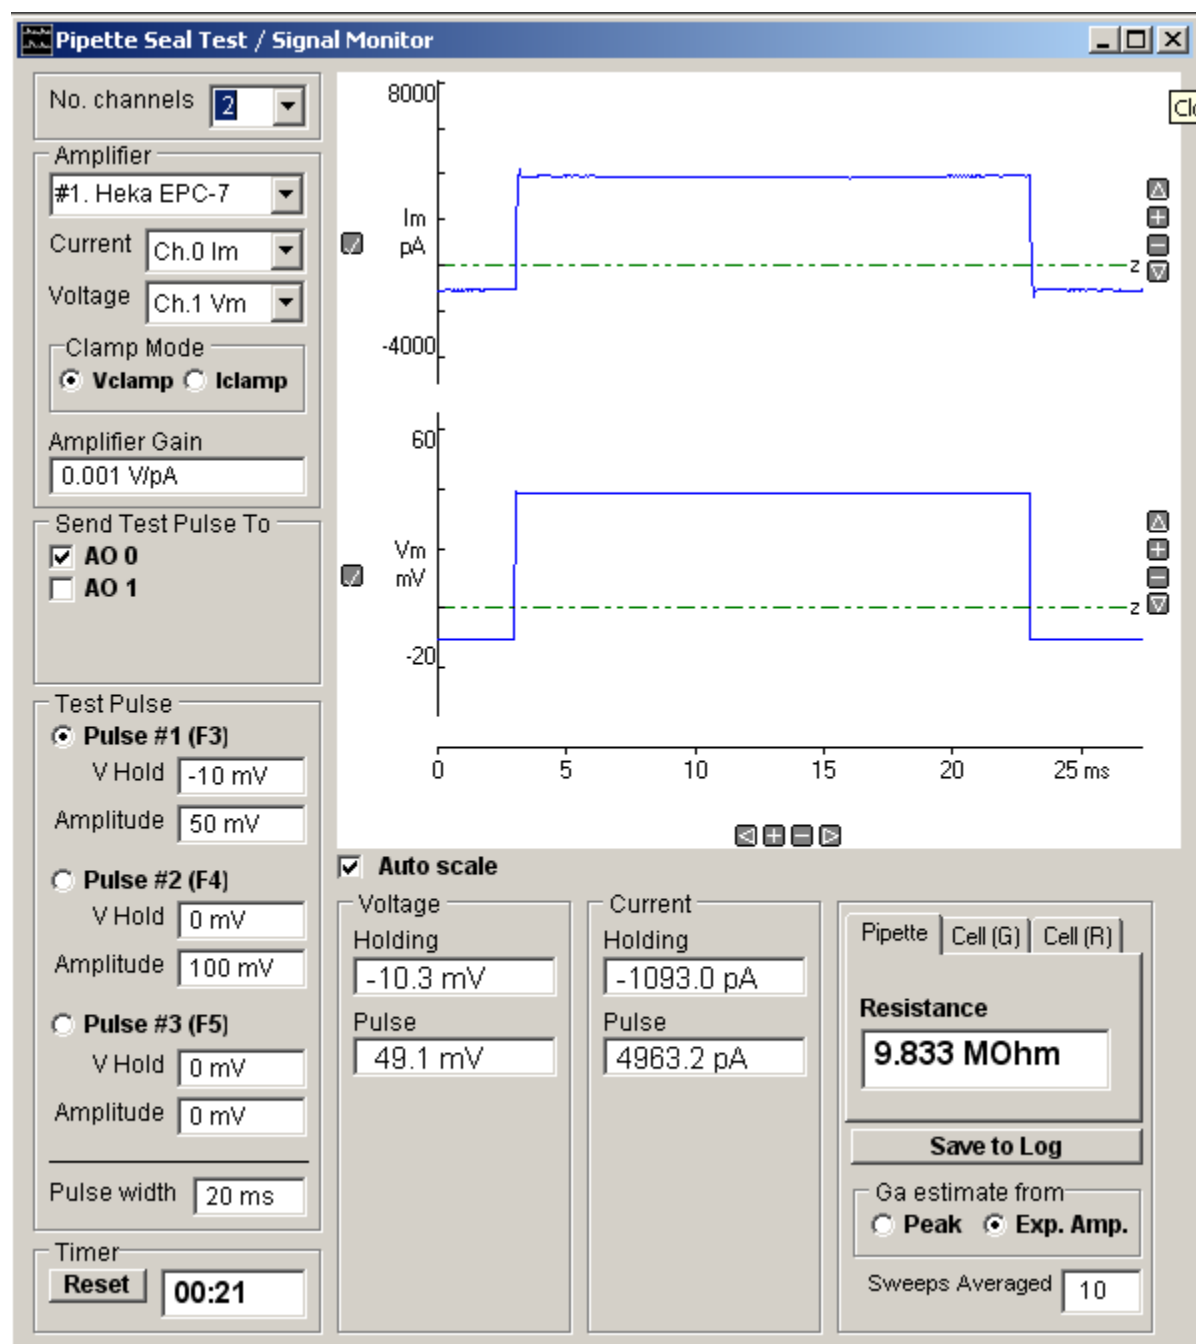 Pipette Seal Test / Signal Monitor
No. channels 2
Amplifier
#1. Heka EPC-7
Current Ch.0 Im
Voltage Ch.1 Vm
Clamp Mode
Vclamp Iclamp
Amplifier Gain
0.001 V/pA
Send Test Pulse To
AO 0
AO 1
Test Pulse
Pulse #1 (F3)
V Hold -10 mV
Amplitude 50 mV
Pulse #2 (F4)
V Hold 0 mV
Amplitude 100 mV
Pulse #3 (F5)
V Hold 0 mV
Amplitude 0 mV
Pulse width 20 ms
Timer
Reset 00:21
8000
Im
pA
z
-4000
60
Vm
mV
z
-20
0 5 10 15 20 25 ms
Auto scale
Voltage
Holding
-10.3 mV
Pulse
49.1 mV
Current
Holding
-1093.0 pA
Pulse
4963.2 pA
Pipette Cell (G) Cell (R)
Resistance
9.833 MOhm
Save to Log
Ga estimate from
Peak Exp. Amp.
Sweeps Averaged 10